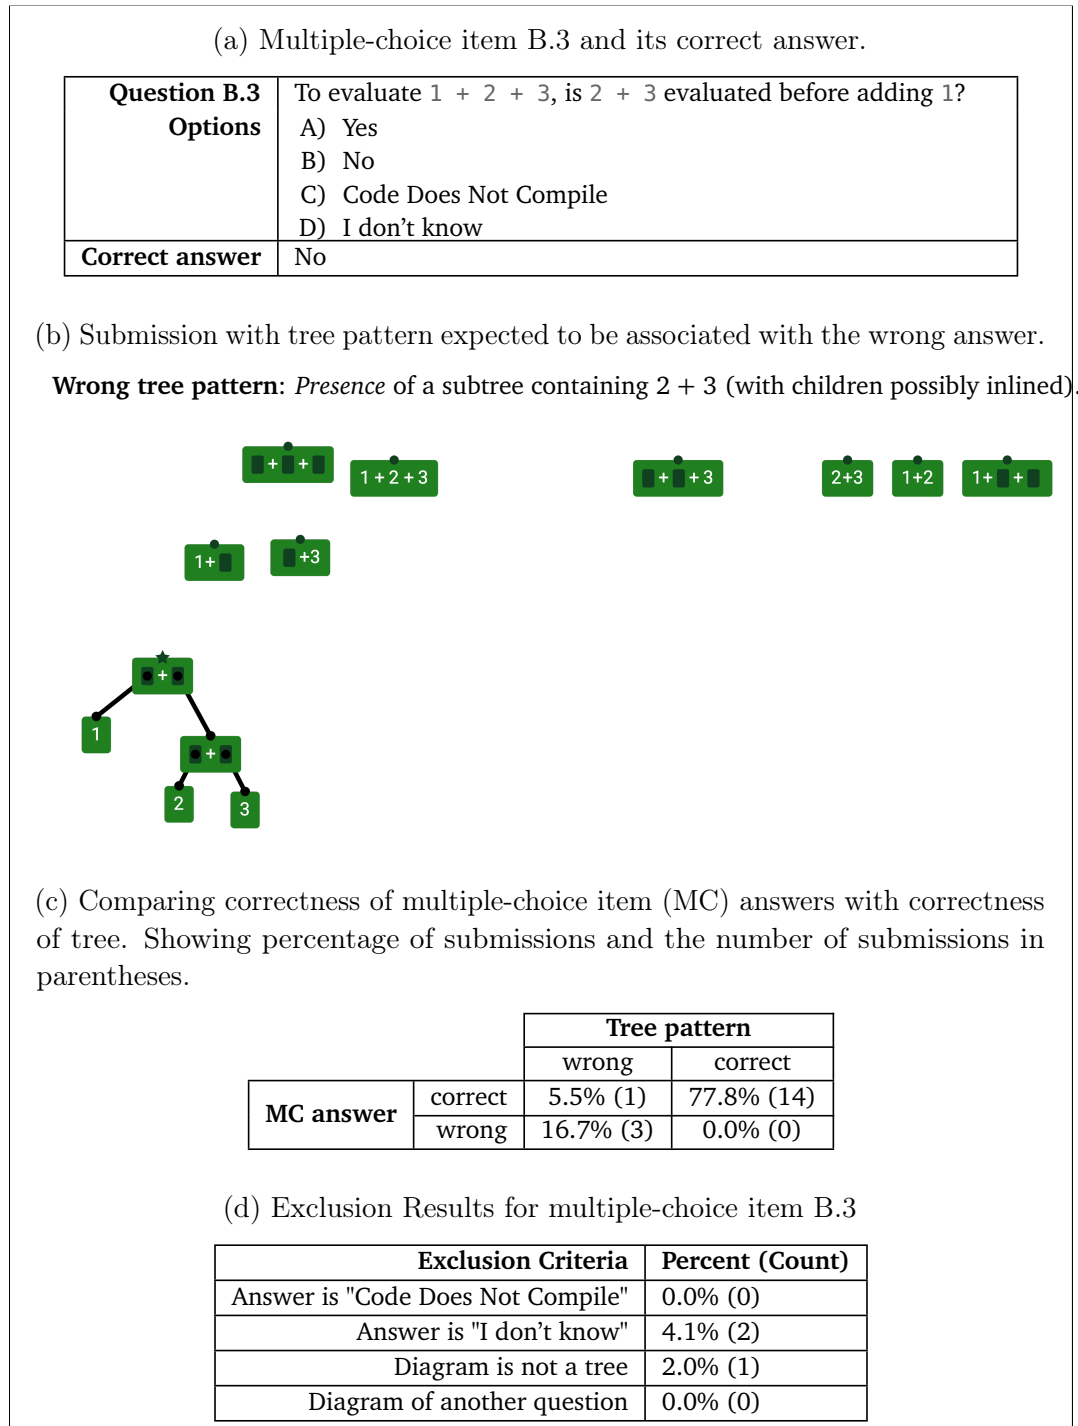 (a) Multiple-choice item B.3 and its correct answer.
Question B.3 To evaluate 1 + 2 + 3, is 2 + 3 evaluated before adding 1?
Options A) Yes
B) No
C) Code Does Not Compile
D) I don't know
Correct answer No
(b) Submission with tree pattern expected to be associated with the wrong answer.
Wrong tree pattern: Presence of a subtree containing 2 + 3 (with children possibly inlined).
+ +
1 + 2 + 3
+ + 3
2+3
1+2
1+ +
1+
+3
+
1
+
2
3
(c) Comparing correctness of multiple-choice item (MC) answers with correctness
of tree. Showing percentage of submissions and the number of submissions in
parentheses.
Tree pattern
wrong correct
MC answer correct 5.5% (1) 77.8% (14)
wrong 16.7% (3) 0.0% (0)
(d) Exclusion Results for multiple-choice item B.3
Exclusion Criteria Percent (Count)
Answer is "Code Does Not Compile" 0.0% (0)
Answer is "I don't know" 4.1% (2)
Diagram is not a tree 2.0% (1)
Diagram of another question 0.0% (0)